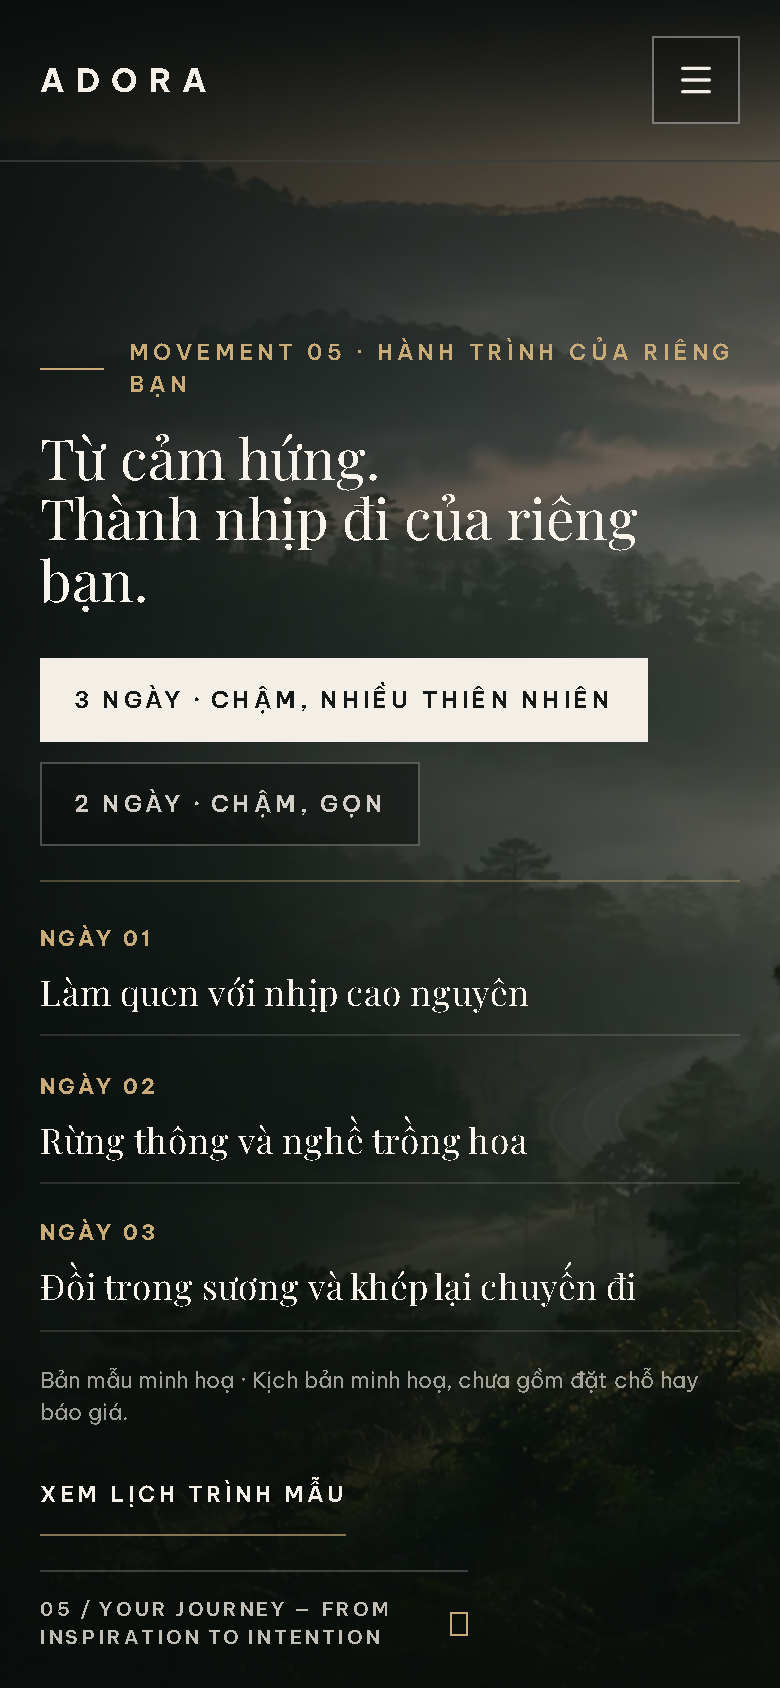 ADORA
MOVEMENT 05 · HÀNH TRÌNH CỦA RIÊNG
BẠN
Từ cảm hứng.
Thành nhịp đi của riêng
bạn.
3 NGÀY · CHẬM, NHIỀU THIÊN NHIÊN
2 NGÀY · CHẬM, GỌN
NGÀY 01
Làm quen với nhịp cao nguyên
NGÀY 02
Rừng thông và nghề trồng hoa
NGÀY 03
Đồi trong sương và khép lại chuyến đi
Bản mẫu minh hoạ · Kịch bản minh hoạ, chưa gồm đặt chỗ hay
báo giá.
XEM LỊCH TRÌNH MẪU
05 / YOUR JOURNEY — FROM
INSPIRATION TO INTENTION